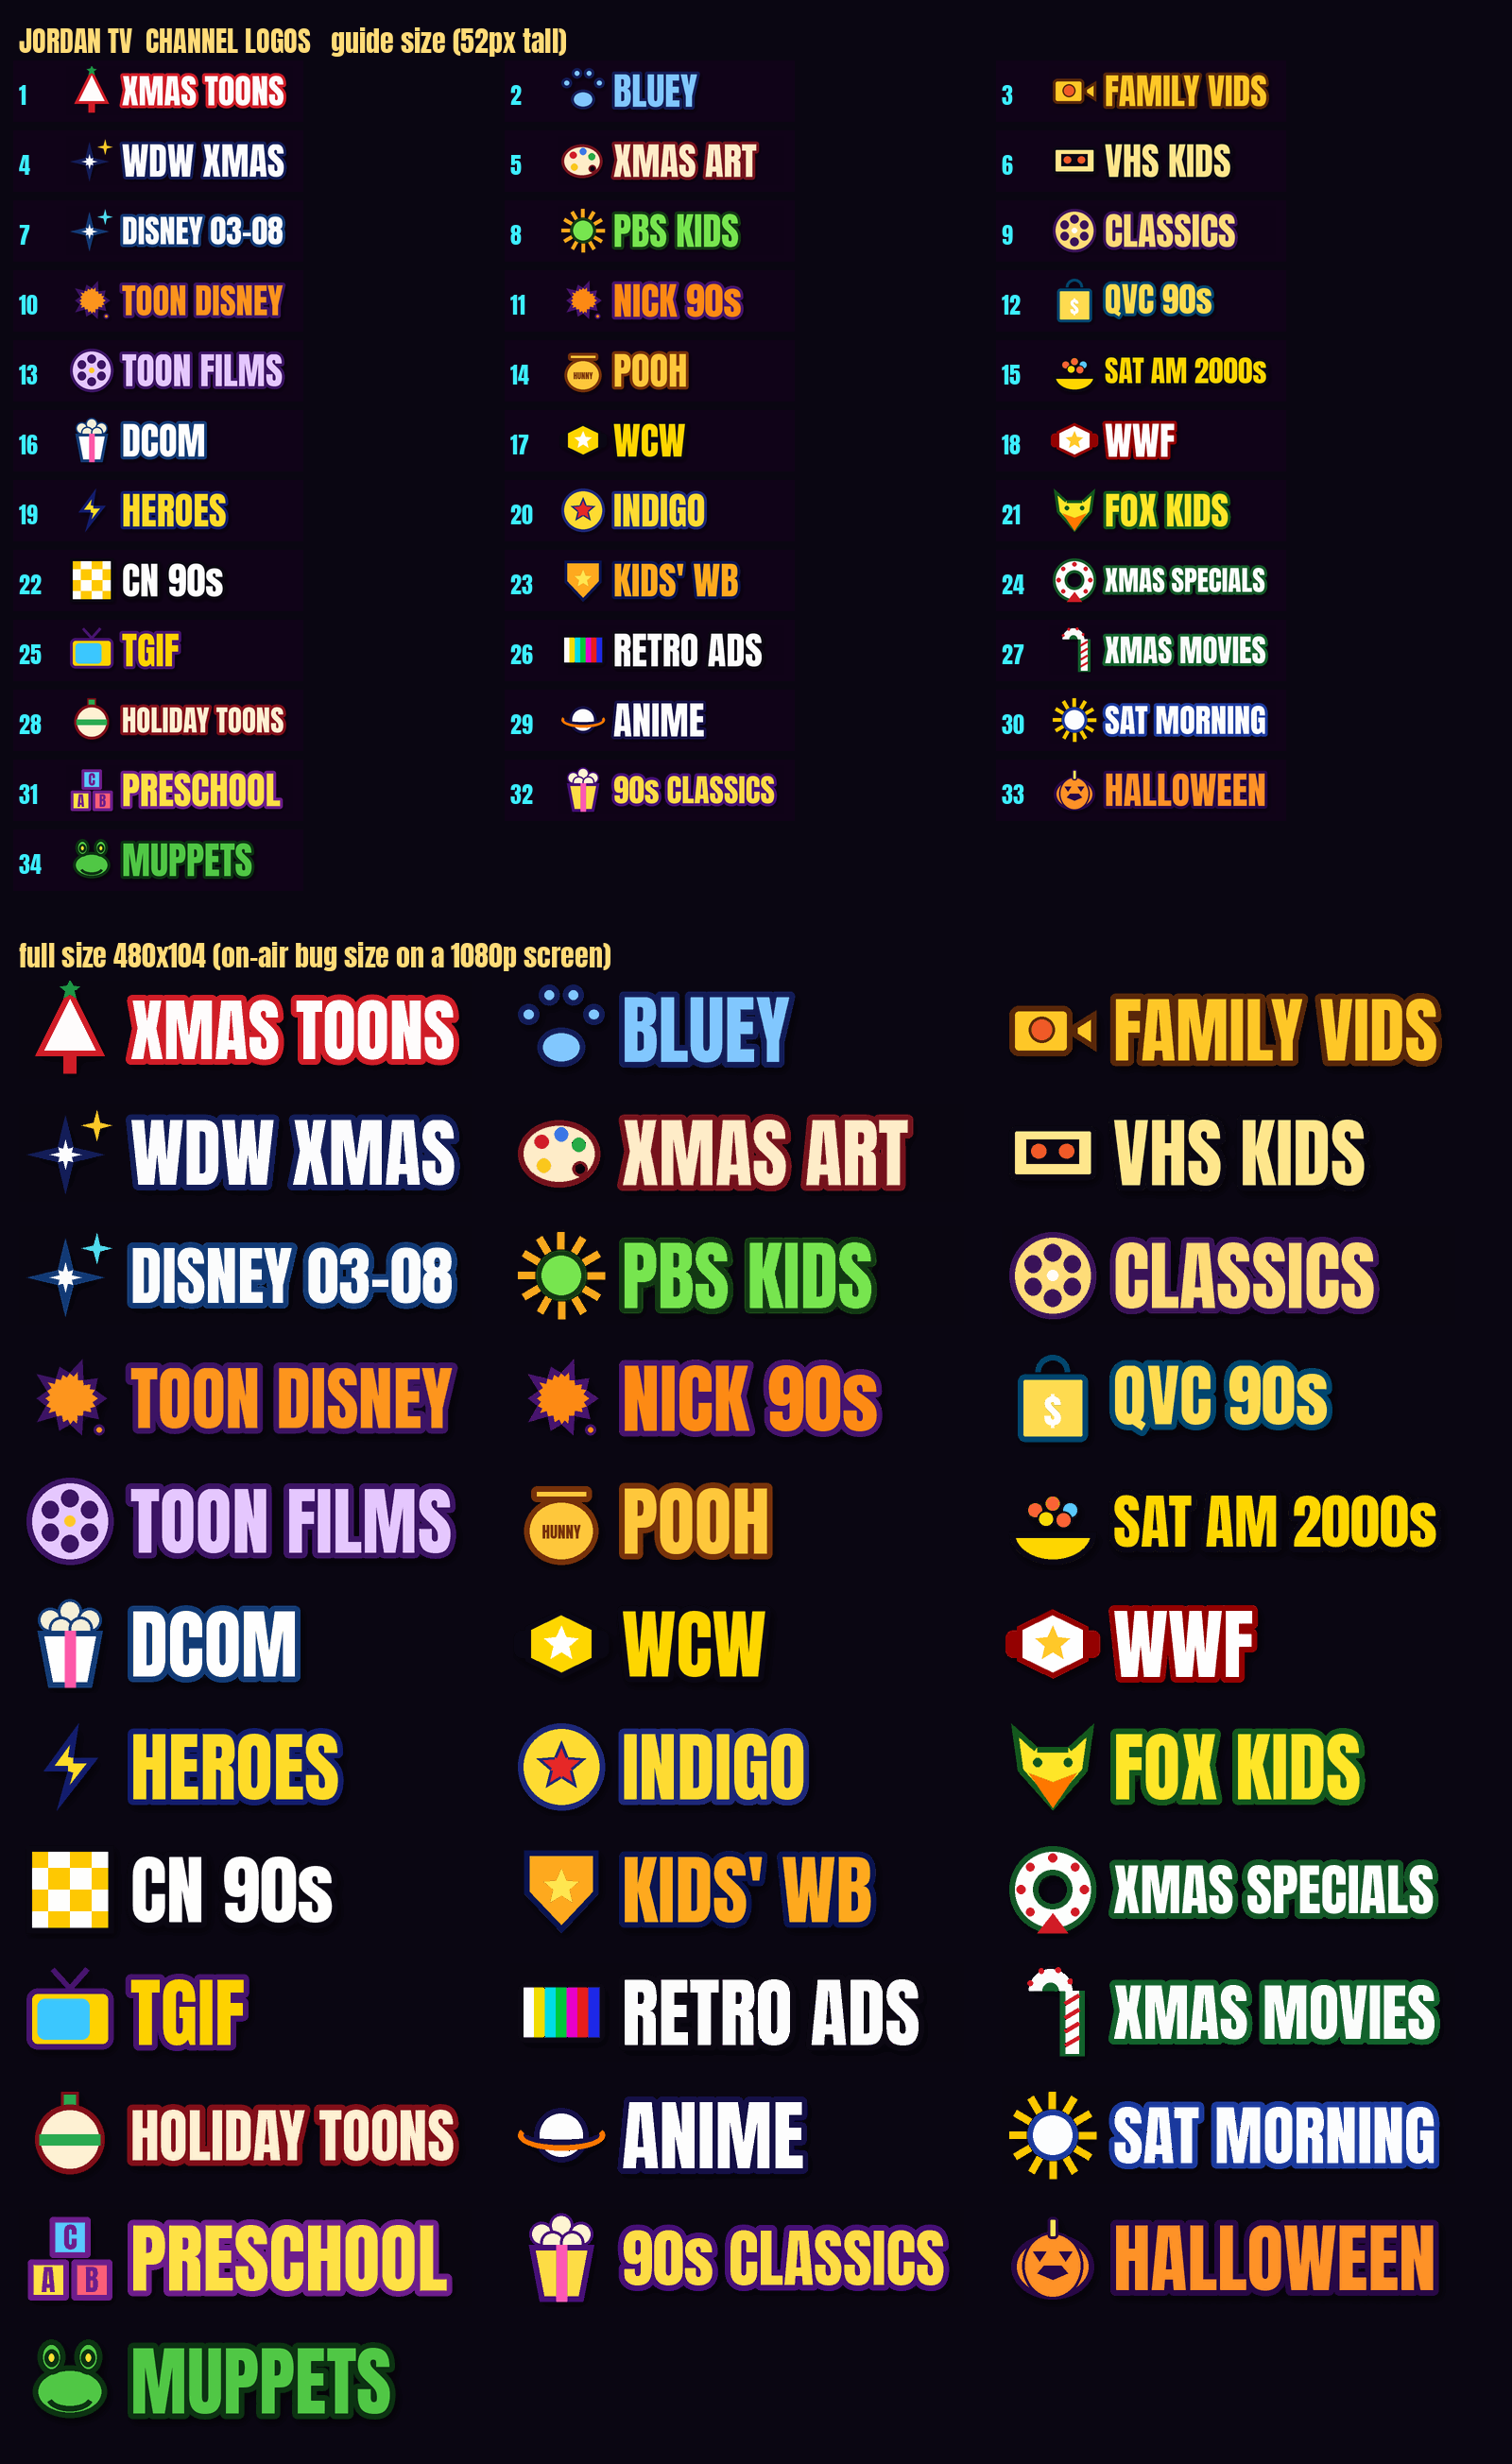 JORDAN TV CHANNEL LOGOS guide size (52px tall)
1 XMAS TOONS 2 BLUEY 3 FAMILY VIDS
4 WDW XMAS 5 XMAS ART 6 VHS KIDS
7 DISNEY 03-08 8 PBS KIDS 9 CLASSICS
10 TOON DISNEY 11 NICK 90s 12 $ QVC 90s
13 TOON FILMS 14 HUNNY POOH 15 SAT AM 2000s
16 DCOM 17 WCW 18 WWF
19 HEROES 20 INDIGO 21 FOX KIDS
22 CN 90s 23 KIDS' WB 24 XMAS SPECIALS
25 TGIF 26 RETRO ADS 27 XMAS MOVIES
28 HOLIDAY TOONS 29 ANIME 30 SAT MORNING
31 C A B PRESCHOOL 32 90s CLASSICS 33 HALLOWEEN
34 MUPPETS
full size 480x104 (on-air bug size on a 1080p screen)
XMAS TOONS BLUEY FAMILY VIDS
WDW XMAS XMAS ART VHS KIDS
DISNEY 03-08 PBS KIDS CLASSICS
TOON DISNEY NICK 90s $ QVC 90s
TOON FILMS HUNNY POOH SAT AM 2000s
DCOM WCW WWF
HEROES INDIGO FOX KIDS
CN 90s KIDS' WB XMAS SPECIALS
TGIF RETRO ADS XMAS MOVIES
HOLIDAY TOONS ANIME SAT MORNING
C A B PRESCHOOL 90s CLASSICS HALLOWEEN
MUPPETS